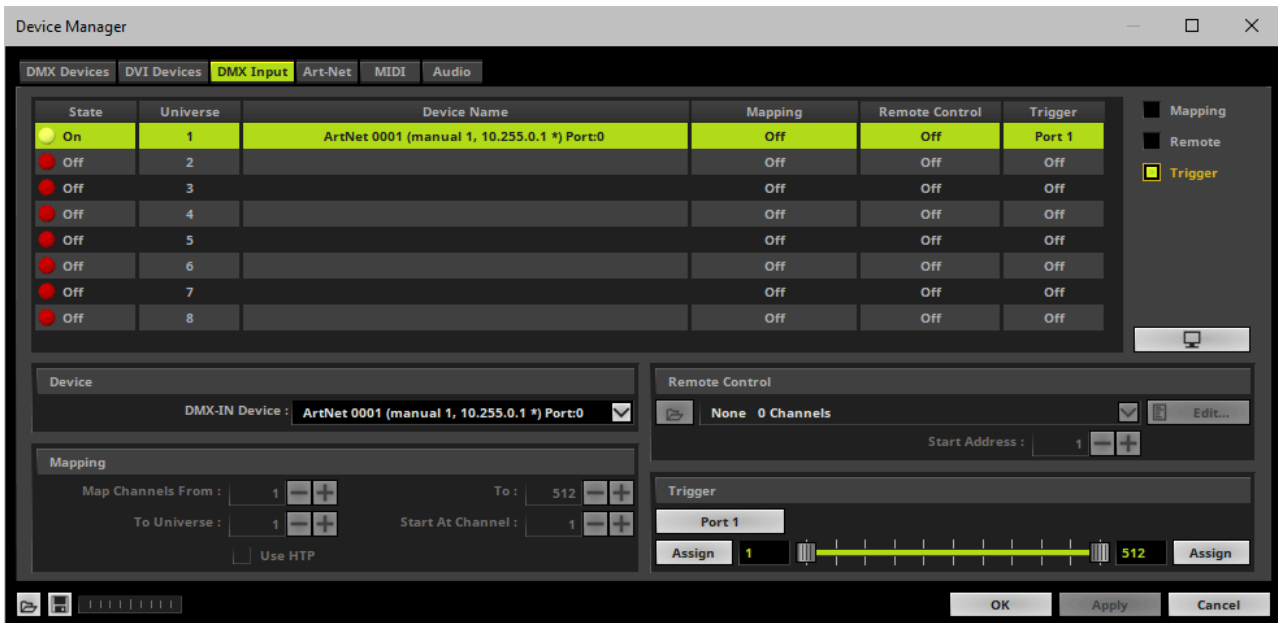 Device Manager
DMX Devices DVI Devices DMX Input Art-Net MIDI Audio
State Universe Device Name Mapping Remote Control Trigger
On 1 ArtNet 0001 (manual 1, 10.255.0.1 *) Port:0 Off Off Port 1
Off 2 Off Off Off
Off 3 Off Off Off
Off 4 Off Off Off
Off 5 Off Off Off
Off 6 Off Off Off
Off 7 Off Off Off
Off 8 Off Off Off
Mapping
Remote
Trigger
Device
DMX-IN Device : ArtNet 0001 (manual 1, 10.255.0.1 *) Port:0
Mapping
Map Channels From : 1 To : 512
To Universe : 1 Start At Channel : 1
Use HTP
Remote Control
None 0 Channels Edit...
Start Address : 1
Trigger
Port 1
Assign 1 512 Assign
OK Apply Cancel